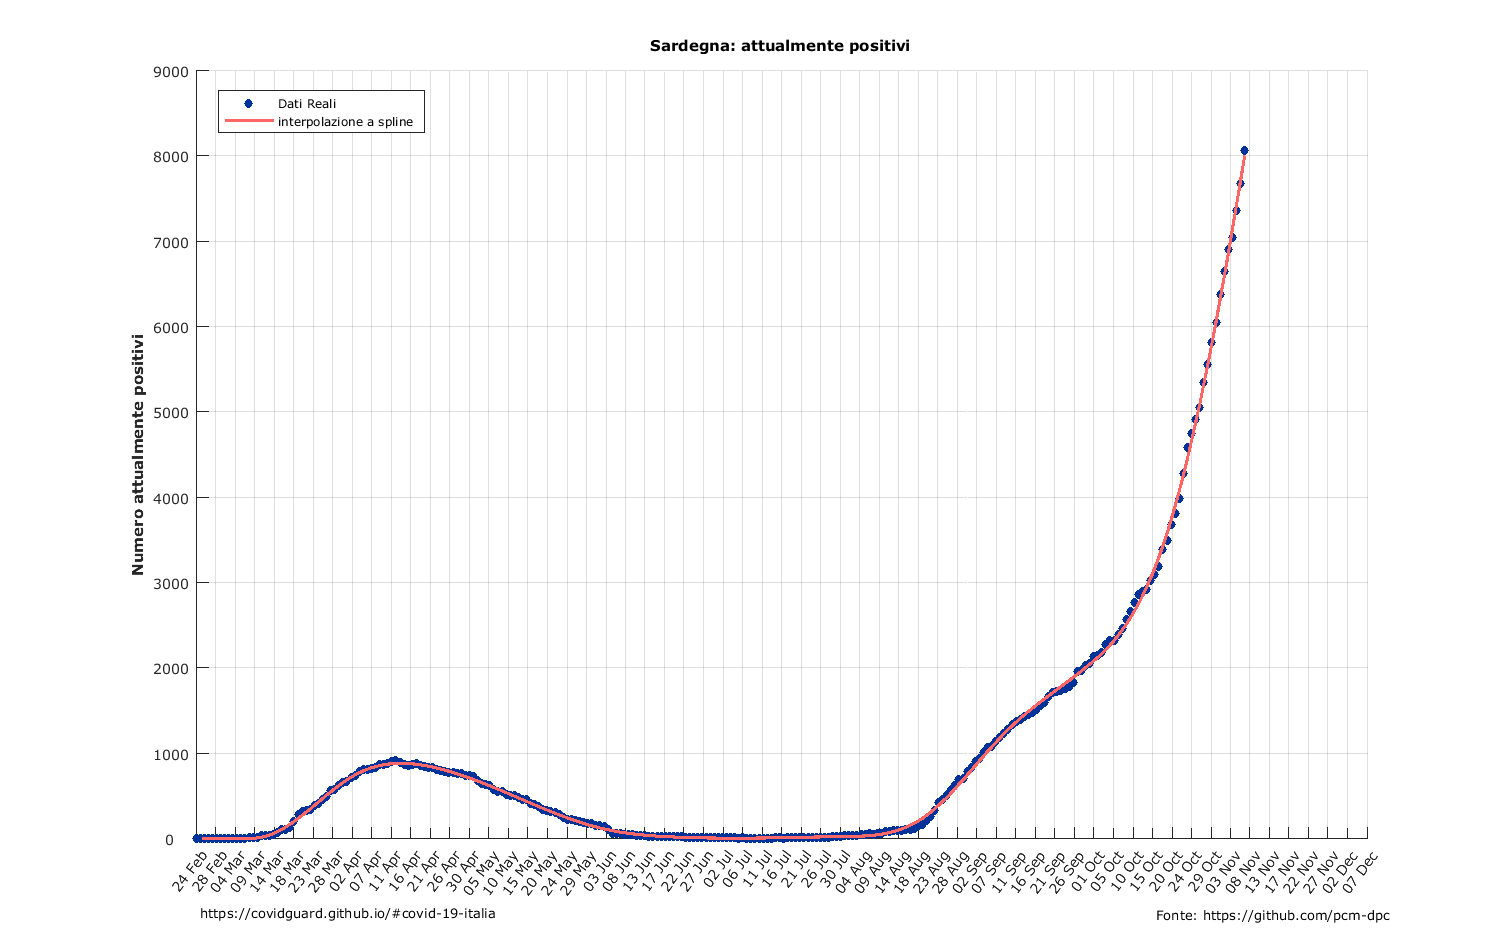 Sardegna: attualmente positivi
9000
8000
7000
6000
5000
4000
3000
2000
1000
0
Numero attualmente positivi
Dati Reali
interpolazione a spline
24 Feb
28 Feb
04 Mar
09 Mar
14 Mar
18 Mar
23 Mar
28 Mar
02 Apr
07 Apr
11 Apr
16 Apr
21 Apr
26 Apr
30 Apr
05 May
10 May
15 May
20 May
24 May
29 May
03 Jun
08 Jun
13 Jun
17 Jun
22 Jun
27 Jun
02 Jul
06 Jul
11 Jul
16 Jul
21 Jul
26 Jul
30 Jul
04 Aug
09 Aug
14 Aug
18 Aug
23 Aug
28 Aug
02 Sep
07 Sep
11 Sep
16 Sep
21 Sep
26 Sep
01 Oct
05 Oct
10 Oct
15 Oct
20 Oct
24 Oct
29 Oct
03 Nov
08 Nov
13 Nov
17 Nov
22 Nov
27 Nov
02 Dec
07 Dec
https://covidguard.github.io/#covid-19-italia
Fonte: https://github.com/pcm-dpc